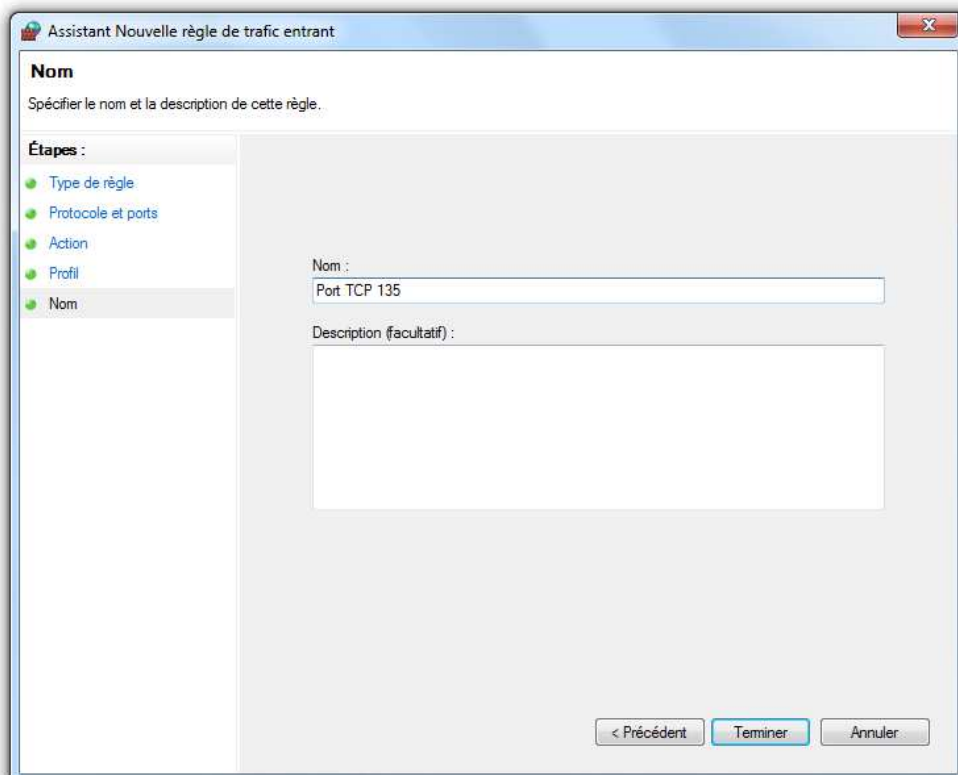 Assistant Nouvelle règle de trafic entrant
Nom
Spécifier le nom et la description de cette règle.
Étapes :
Type de règle
Protocole et ports
Action
Profil
Nom
Nom :
Port TCP 135
Description (facultatif) :
< Précédent
Terminer
Annuler